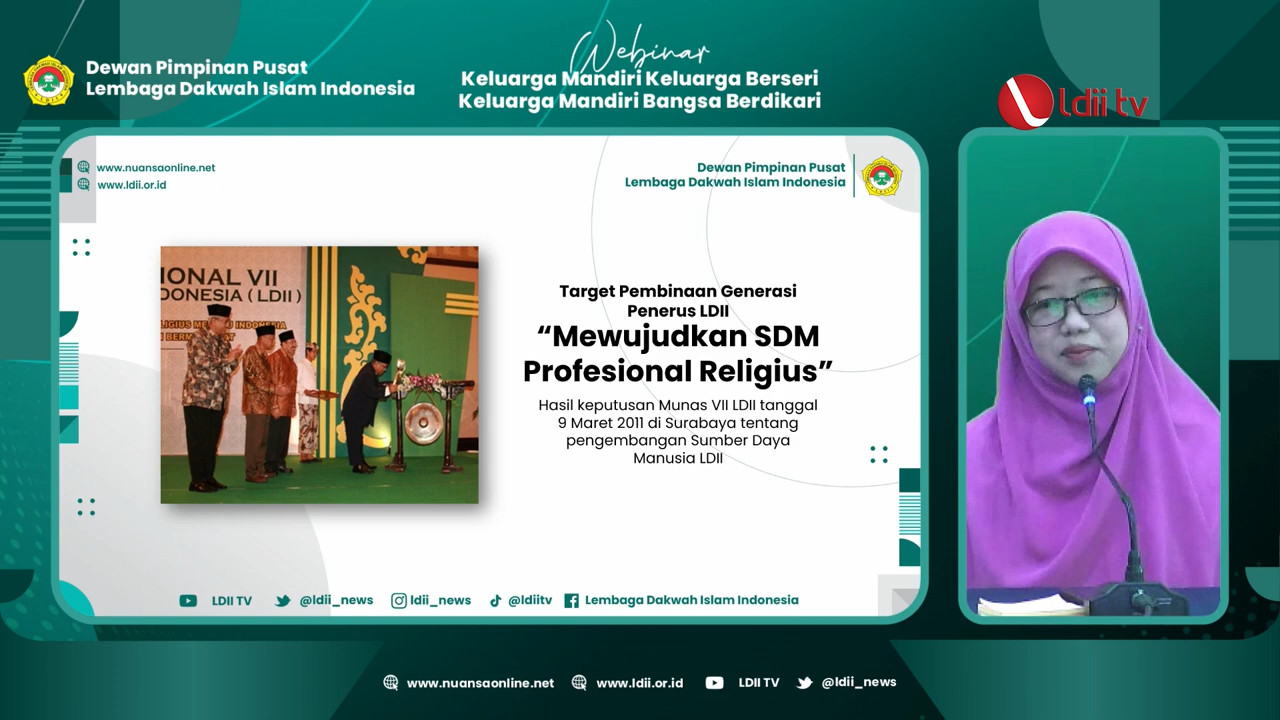 Dewan Pimpinan Pusat
Lembaga Dakwah Islam Indonesia
Webinar
Keluarga Mandiri Keluarga Berseri
Keluarga Mandiri Bangsa Berdikari
ldii tv
www.nuansaonline.net
www.ldii.or.id
Dewan Pimpinan Pusat
Lembaga Dakwah Islam Indonesia
IONAL VII
DONESIA ( LDII )
Target Pembinaan Generasi
Penerus LDII
“Mewujudkan SDM
Profesional Religius”
Hasil keputusan Munas VII LDII tanggal
9 Maret 2011 di Surabaya tentang
pengembangan Sumber Daya
Manusia LDII
LDII TV @ldii_news ldii_news @ldiitv Lembaga Dakwah Islam Indonesia
www.nuansaonline.net www.ldii.or.id LDII TV @ldii_news